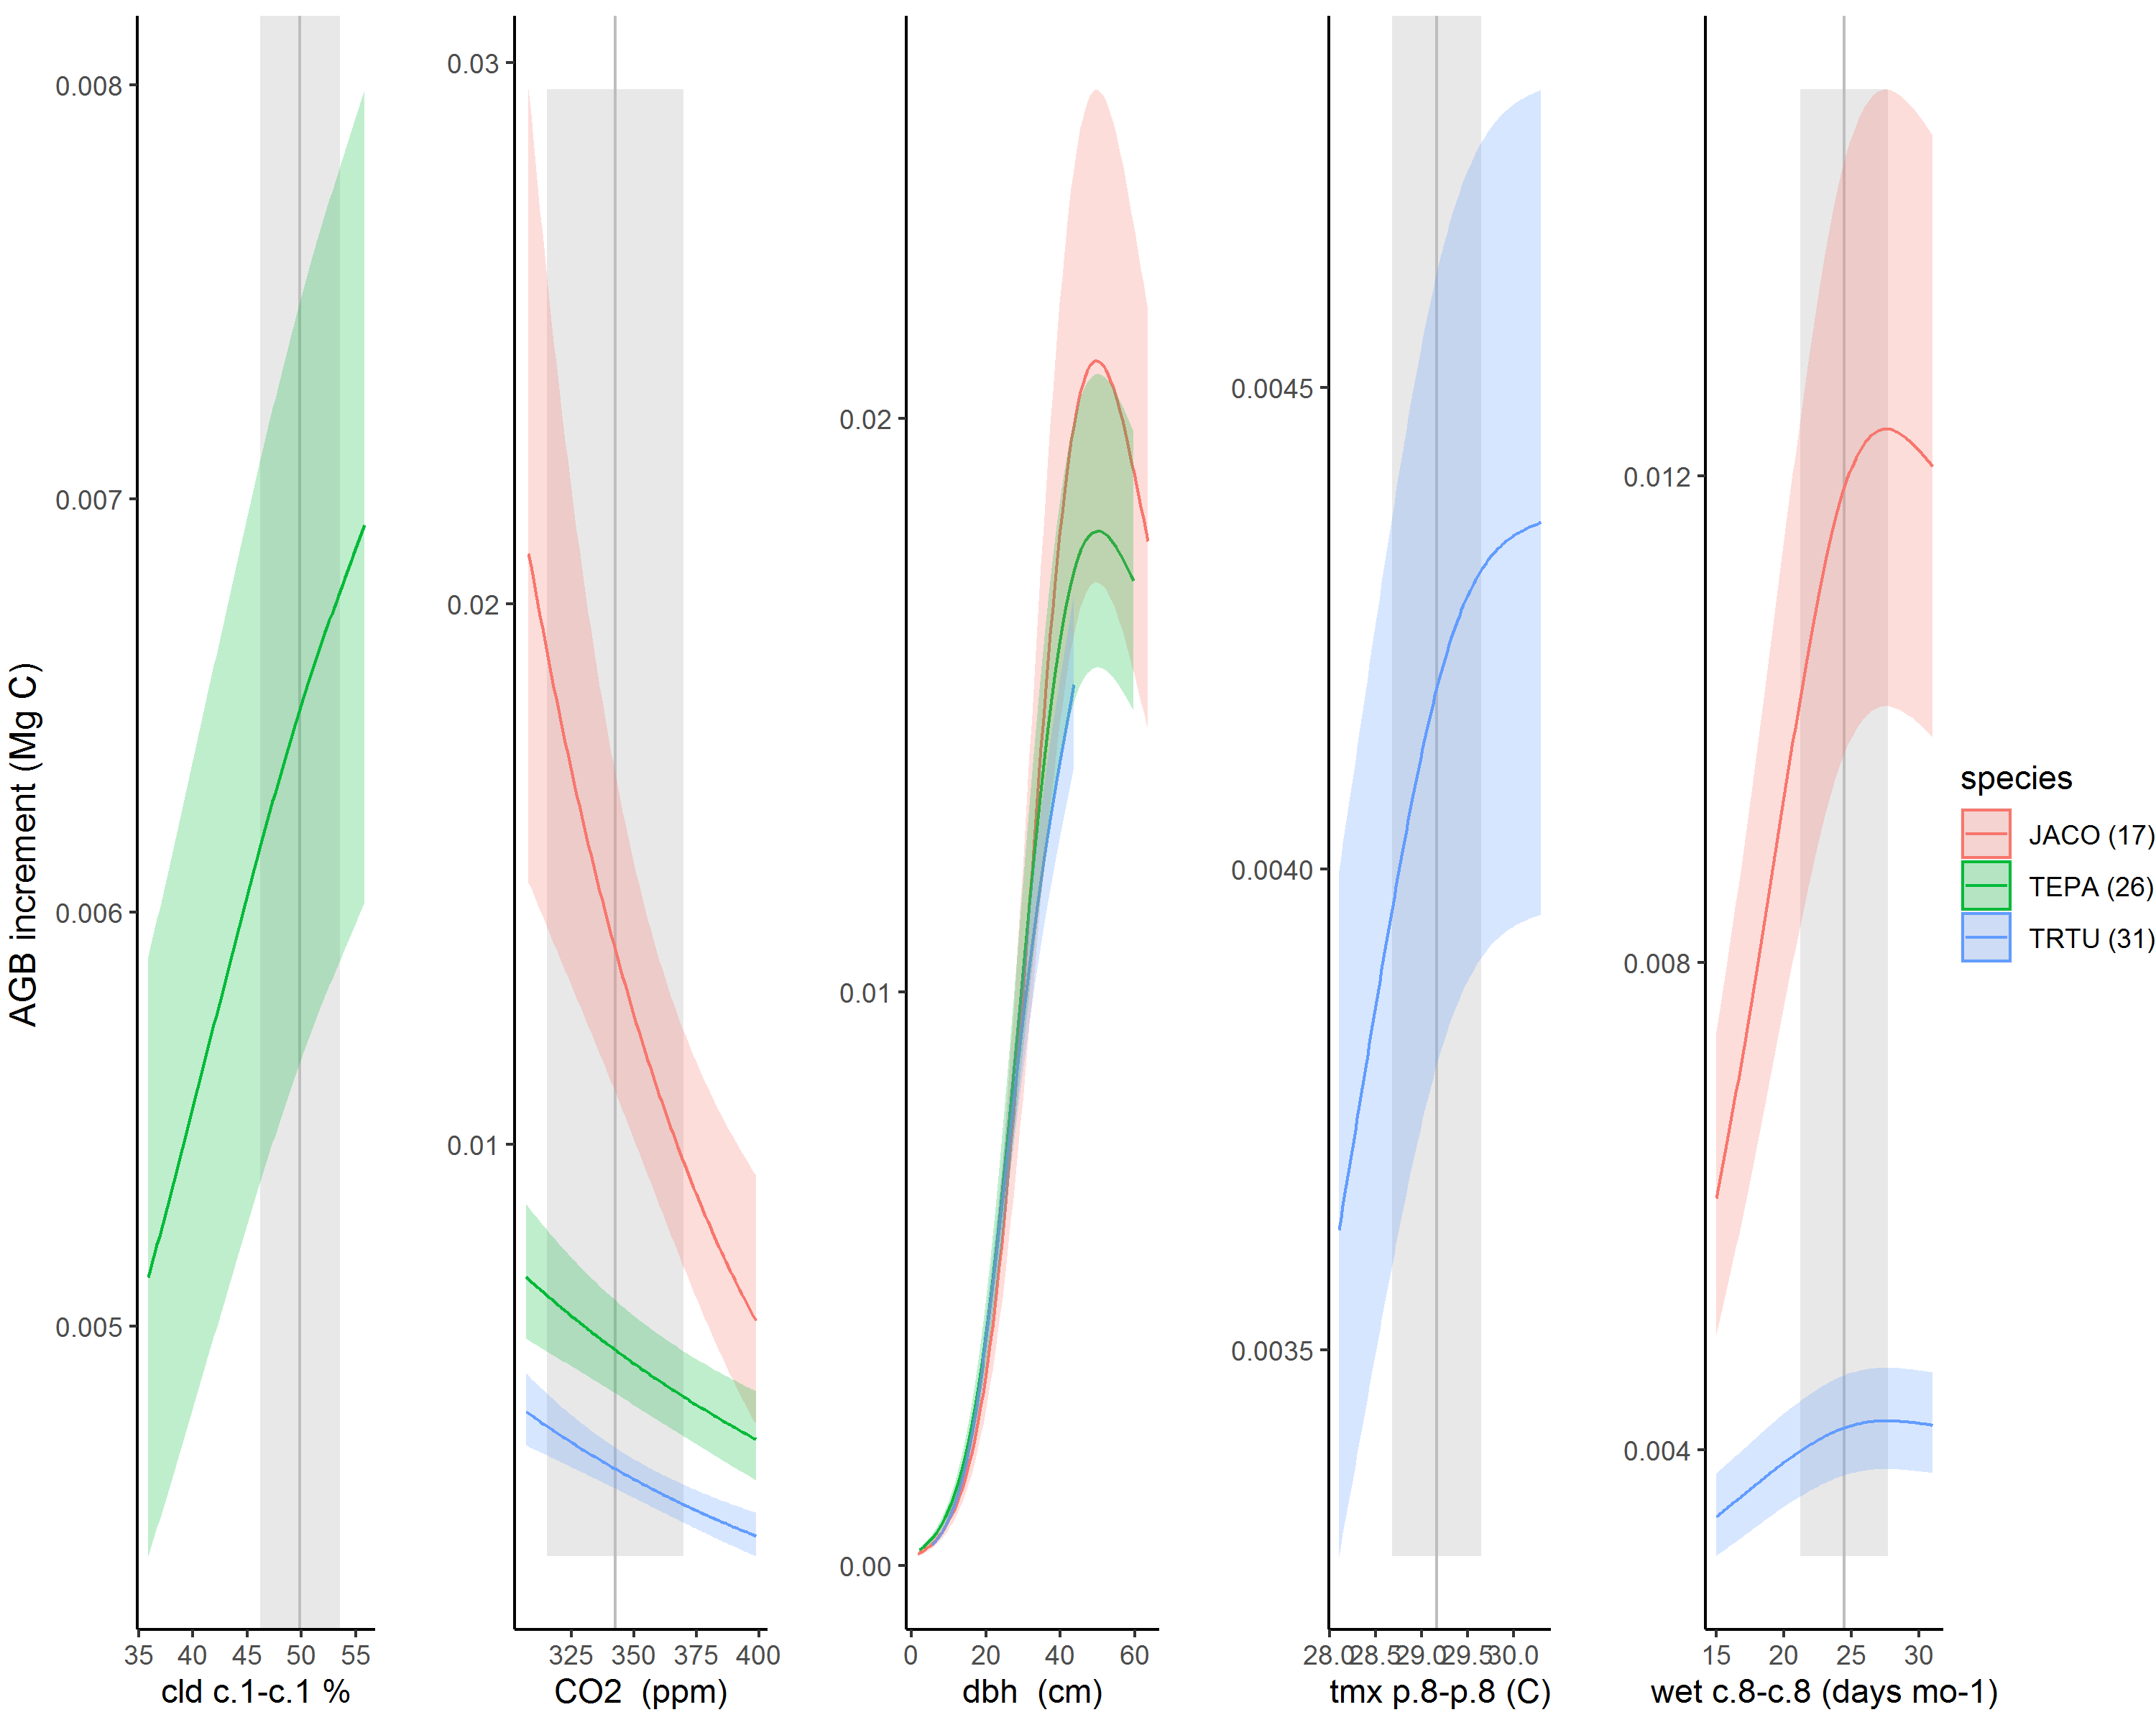 AGB increment (Mg C)
0.008
0.007
0.006
0.005
35 40 45 50 55
cld c.1-c.1 %
0.03
0.02
0.01
325 350 375 400
CO2 (ppm)
0.02
0.01
0.00
0 20 40 60
dbh (cm)
0.0045
0.0040
0.0035
28.0 28.5 29.0 29.5 30.0
tmx p.8-p.8 (C)
0.012
0.008
0.004
15 20 25 30
wet c.8-c.8 (days mo-1)
species
JACO (17)
TEPA (26)
TRTU (31)